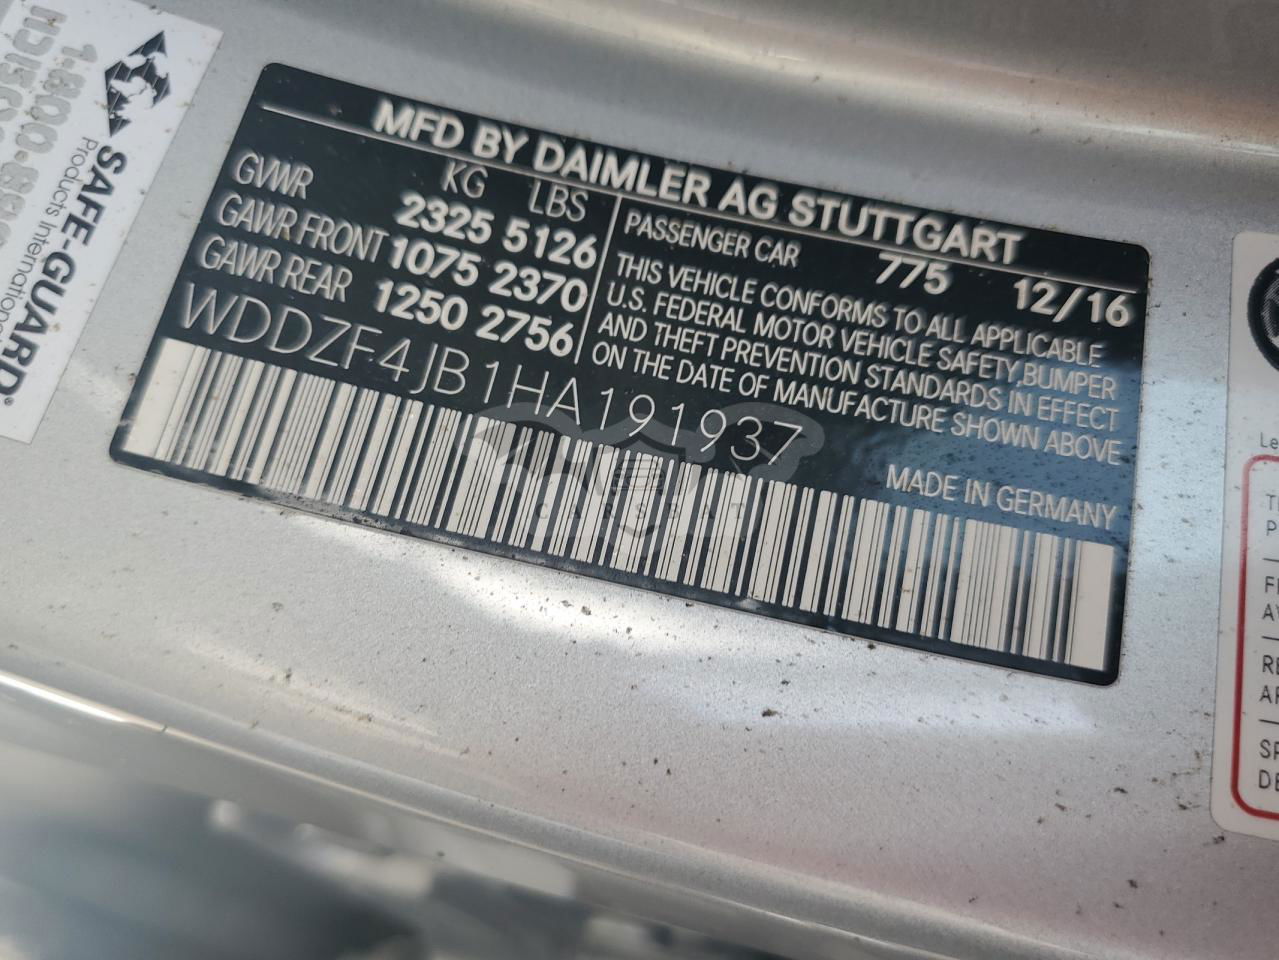 SAFE-GUARD®
Products International
MFD BY DAIMLER AG STUTTGART
KG LBS
GVWR 2325 5126
GAWR FRONT 1075 2370
GAWR REAR 1250 2756
PASSENGER CAR 775 12/16
THIS VEHICLE CONFORMS TO ALL APPLICABLE
U.S. FEDERAL MOTOR VEHICLE SAFETY,BUMPER
AND THEFT PREVENTION STANDARDS IN EFFECT
ON THE DATE OF MANUFACTURE SHOWN ABOVE
WDDZF4JB1HA191937
MADE IN GERMANY
CARSBAT